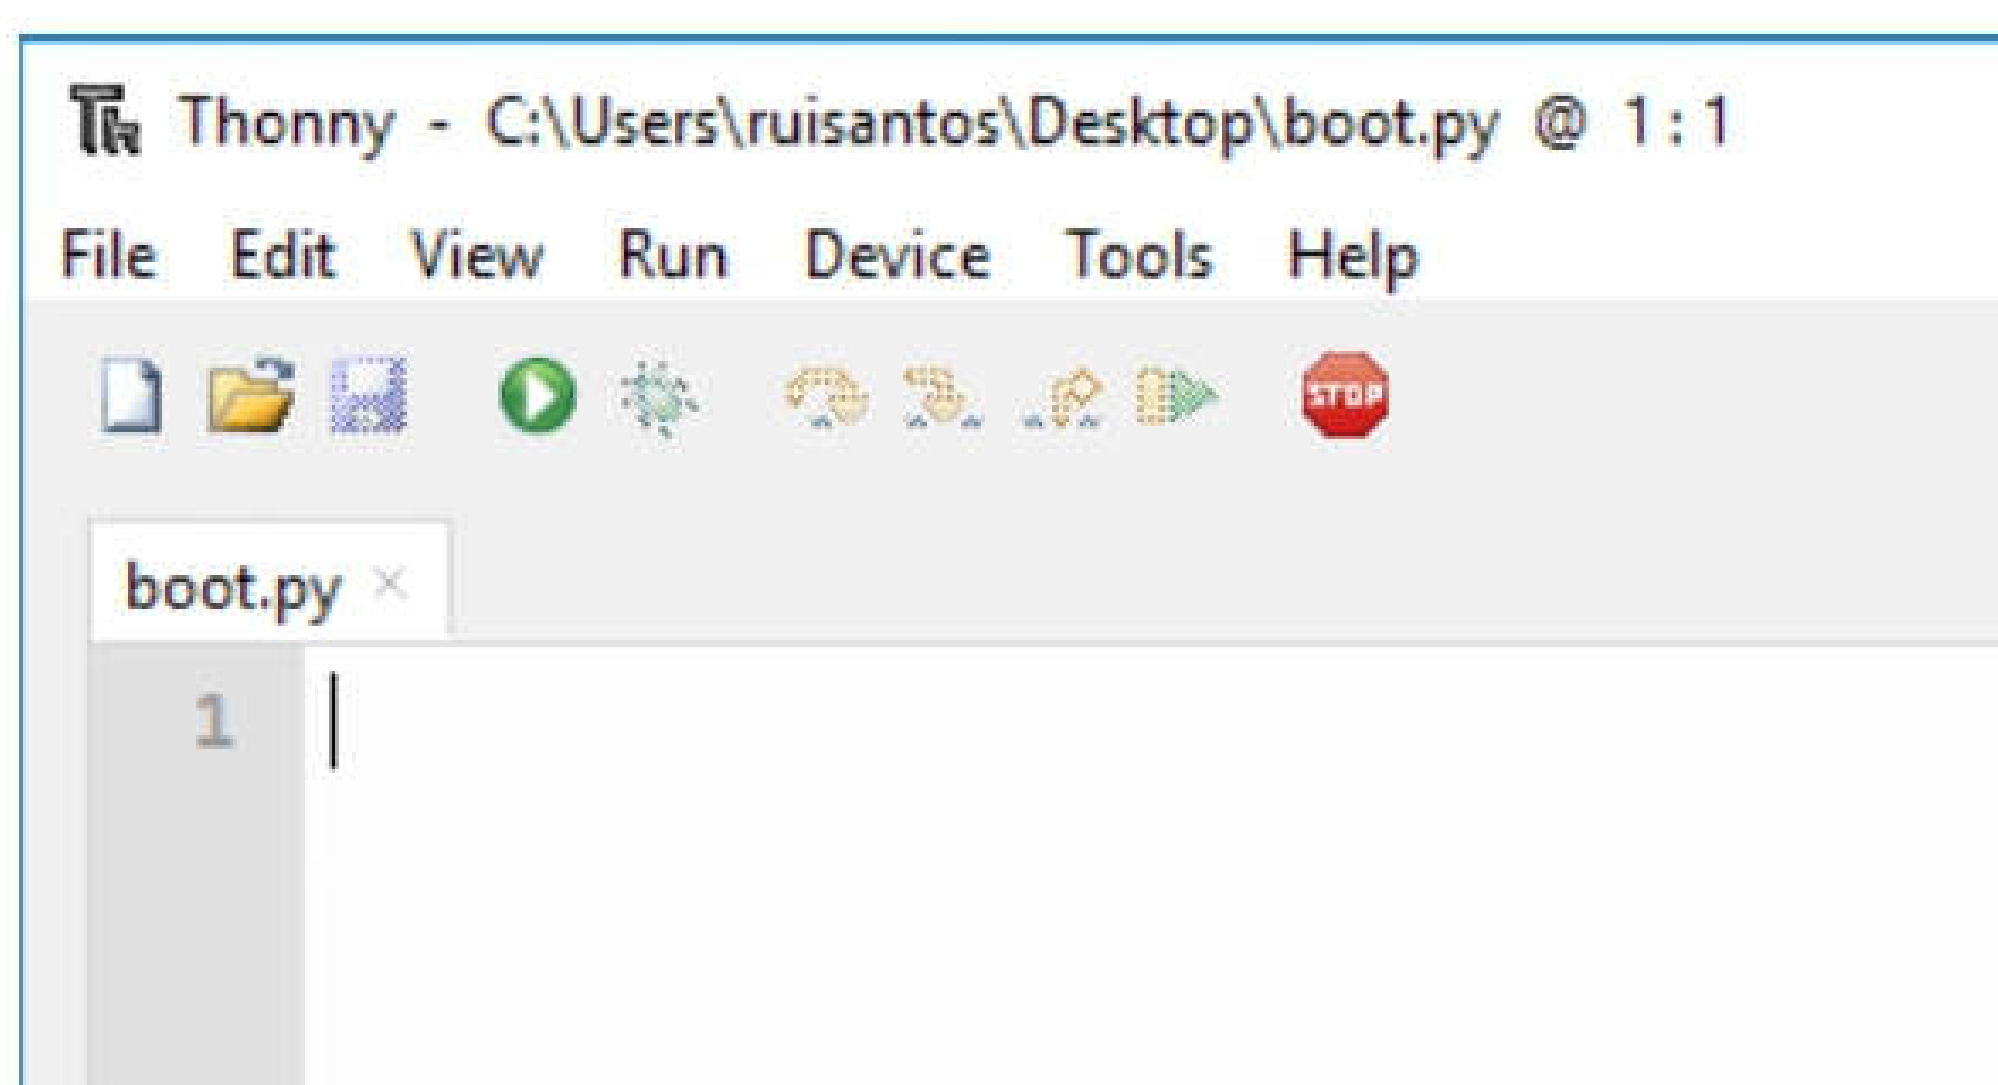 Th Thonny - C:\Users\ruisantos\Desktop\boot.py @ 1:1
File Edit View Run Device Tools Help
STOP
boot.py ×
1